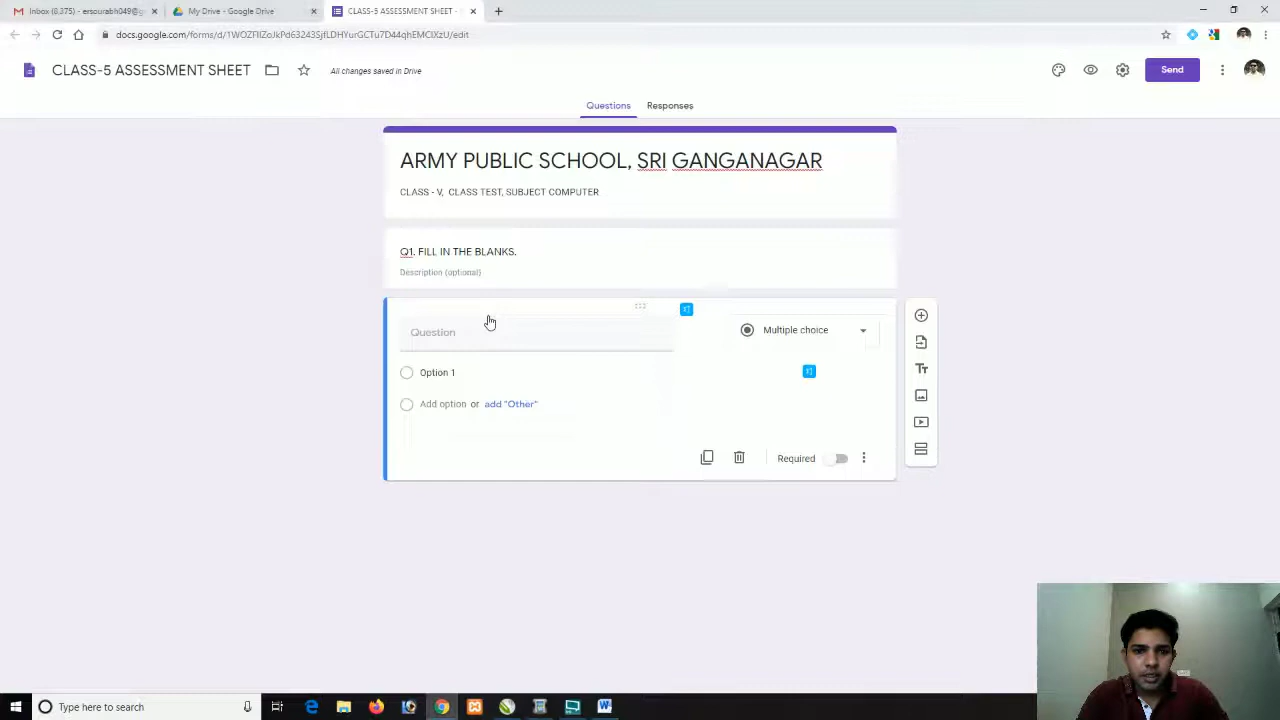 Inbox (8,375) - ersourabh049@g
My Drive - Google Drive
CLASS-5 ASSESSMENT SHEET -
docs.google.com/forms/d/1WOZFIIZoJkPd63243SjfLDHYurGCTu7D44qhEMCIXzU/edit
CLASS-5 ASSESSMENT SHEET
All changes saved in Drive
Send
Questions
Responses
ARMY PUBLIC SCHOOL, SRI GANGANAGAR
CLASS - V, CLASS TEST, SUBJECT COMPUTER
Q1. FILL IN THE BLANKS.
Description (optional)
Question
Multiple choice
Option 1
Add option or add "Other"
Required
Type here to search